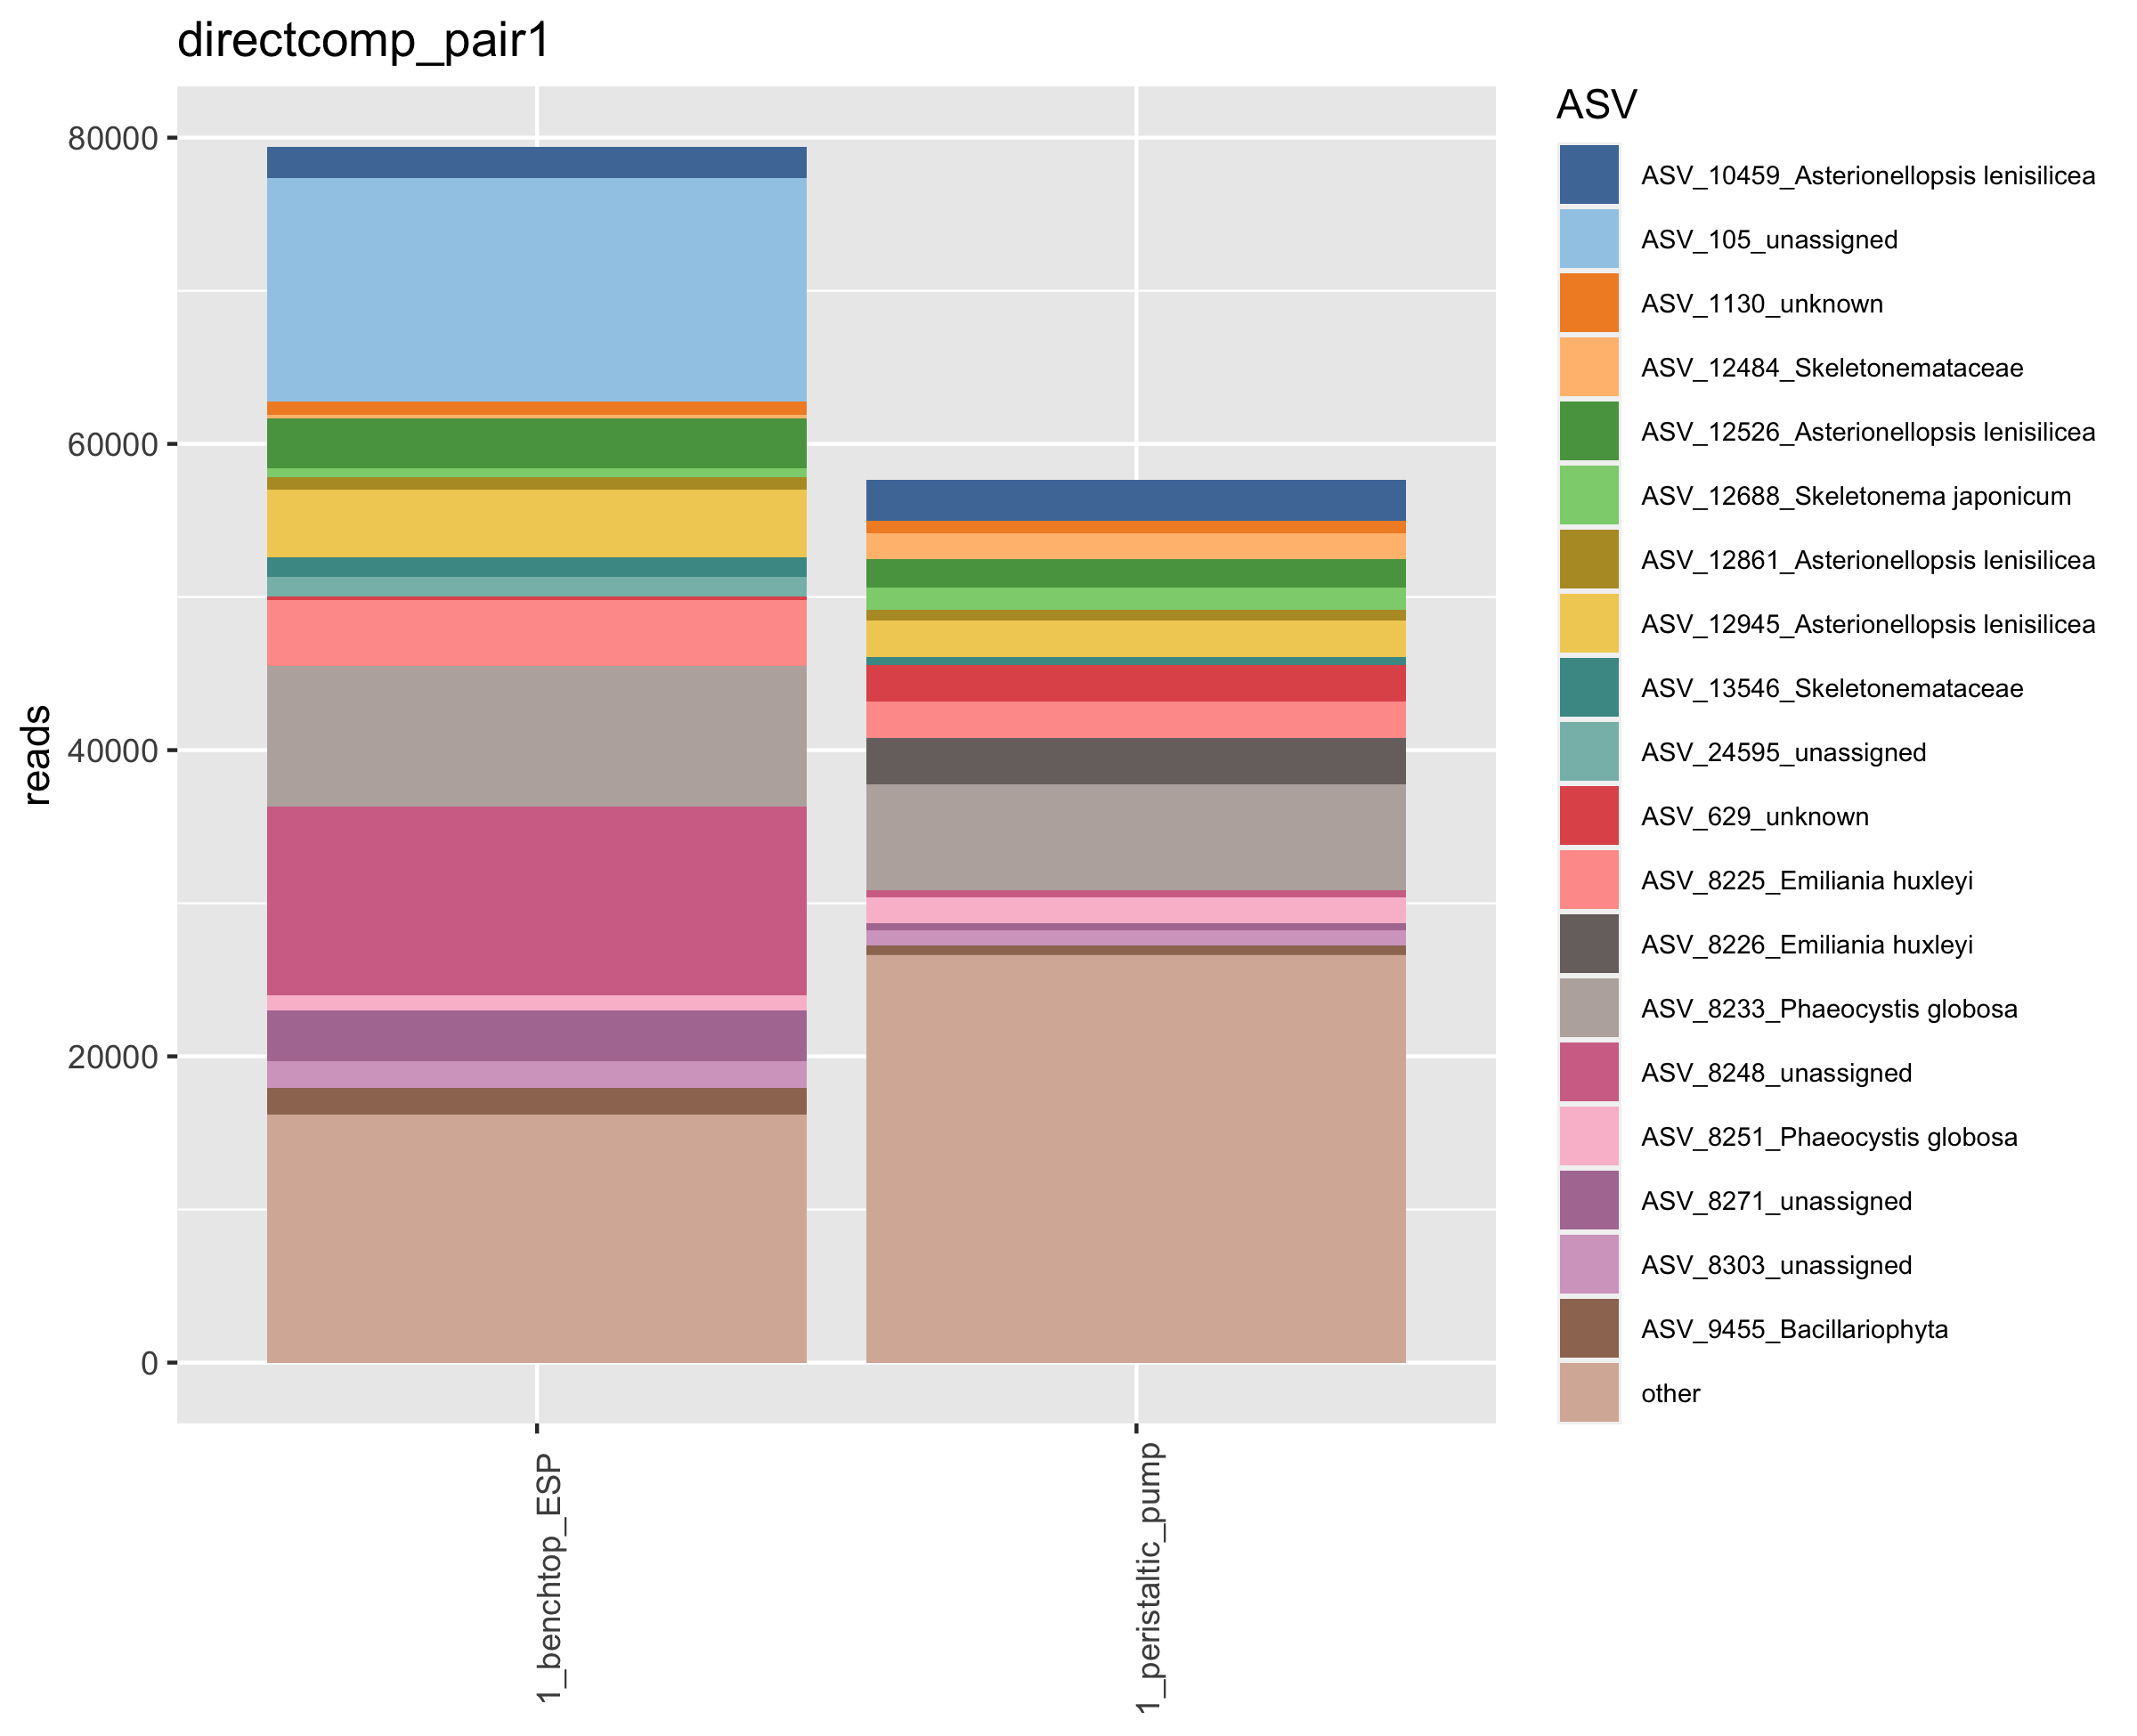 directcomp_pair1
reads
80000
60000
40000
20000
0
1_benchtop_ESP
1_peristaltic_pump
ASV
ASV_10459_Asterionellopsis lenisilicea
ASV_105_unassigned
ASV_1130_unknown
ASV_12484_Skeletonemataceae
ASV_12526_Asterionellopsis lenisilicea
ASV_12688_Skeletonema japonicum
ASV_12861_Asterionellopsis lenisilicea
ASV_12945_Asterionellopsis lenisilicea
ASV_13546_Skeletonemataceae
ASV_24595_unassigned
ASV_629_unknown
ASV_8225_Emiliania huxleyi
ASV_8226_Emiliania huxleyi
ASV_8233_Phaeocystis globosa
ASV_8248_unassigned
ASV_8251_Phaeocystis globosa
ASV_8271_unassigned
ASV_8303_unassigned
ASV_9455_Bacillariophyta
other